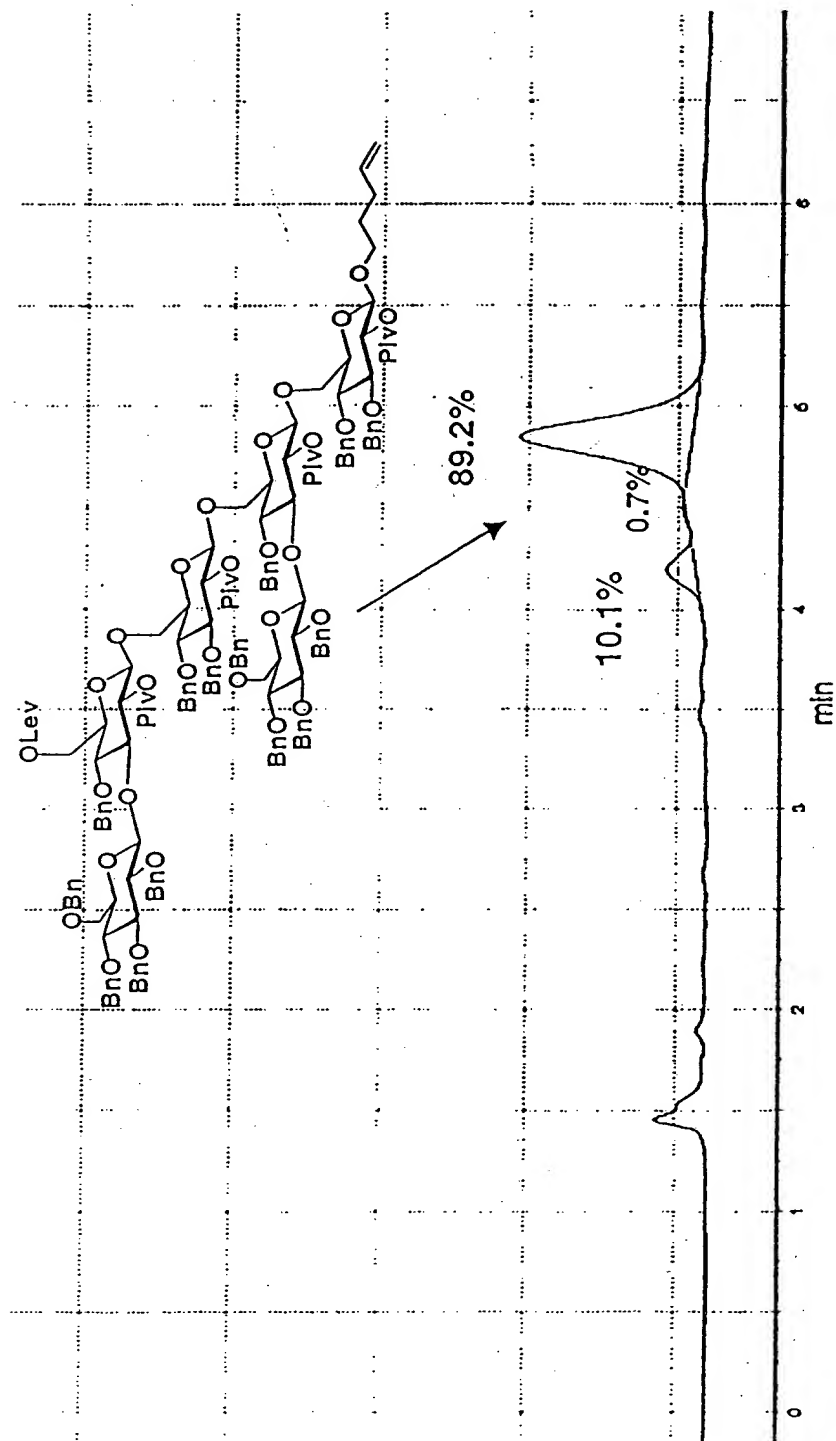 OLev
OBn
O
O
BnO
O
BnO
BnO
BnO
PivO
O
O
O
BnO
BnO
PivO
OBn
O
BnO
BnO
BnO
O
BnO
O
PivO
O
O
BnO
BnO
PivO
O
89.2%
10.1%
0.7%
0 1 2 3 4 5 6
min